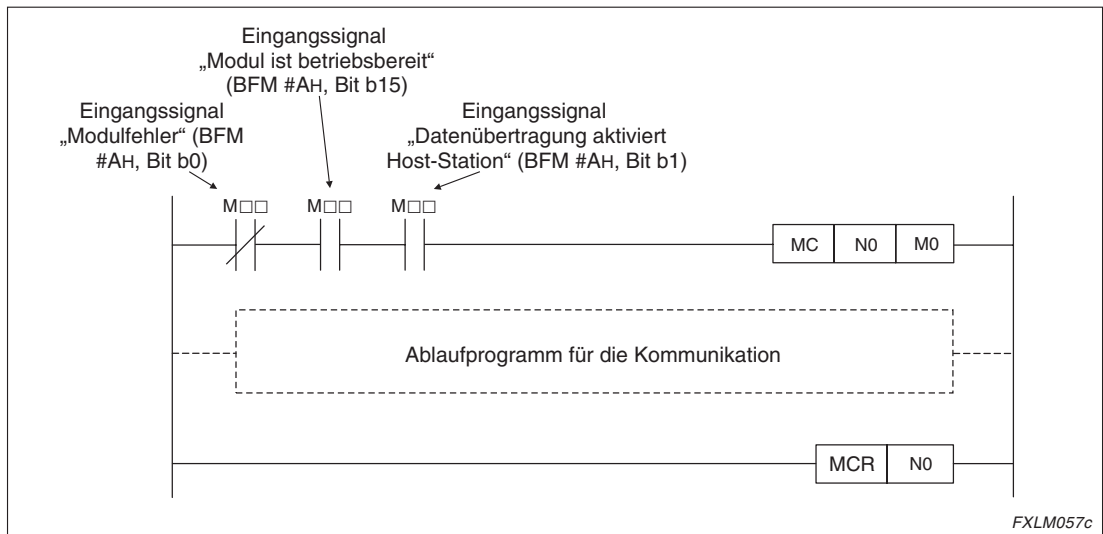 Eingangssignal
„Modul ist betriebsbereit“
(BFM #AH, Bit b15)
Eingangssignal
„Modulfehler“ (BFM
#AH, Bit b0)
Eingangssignal
„Datenübertragung aktiviert
Host-Station“ (BFM #AH, Bit b1)
M□□ M□□ M□□
MC N0 M0
Ablaufprogramm für die Kommunikation
MCR N0
FXLM057c